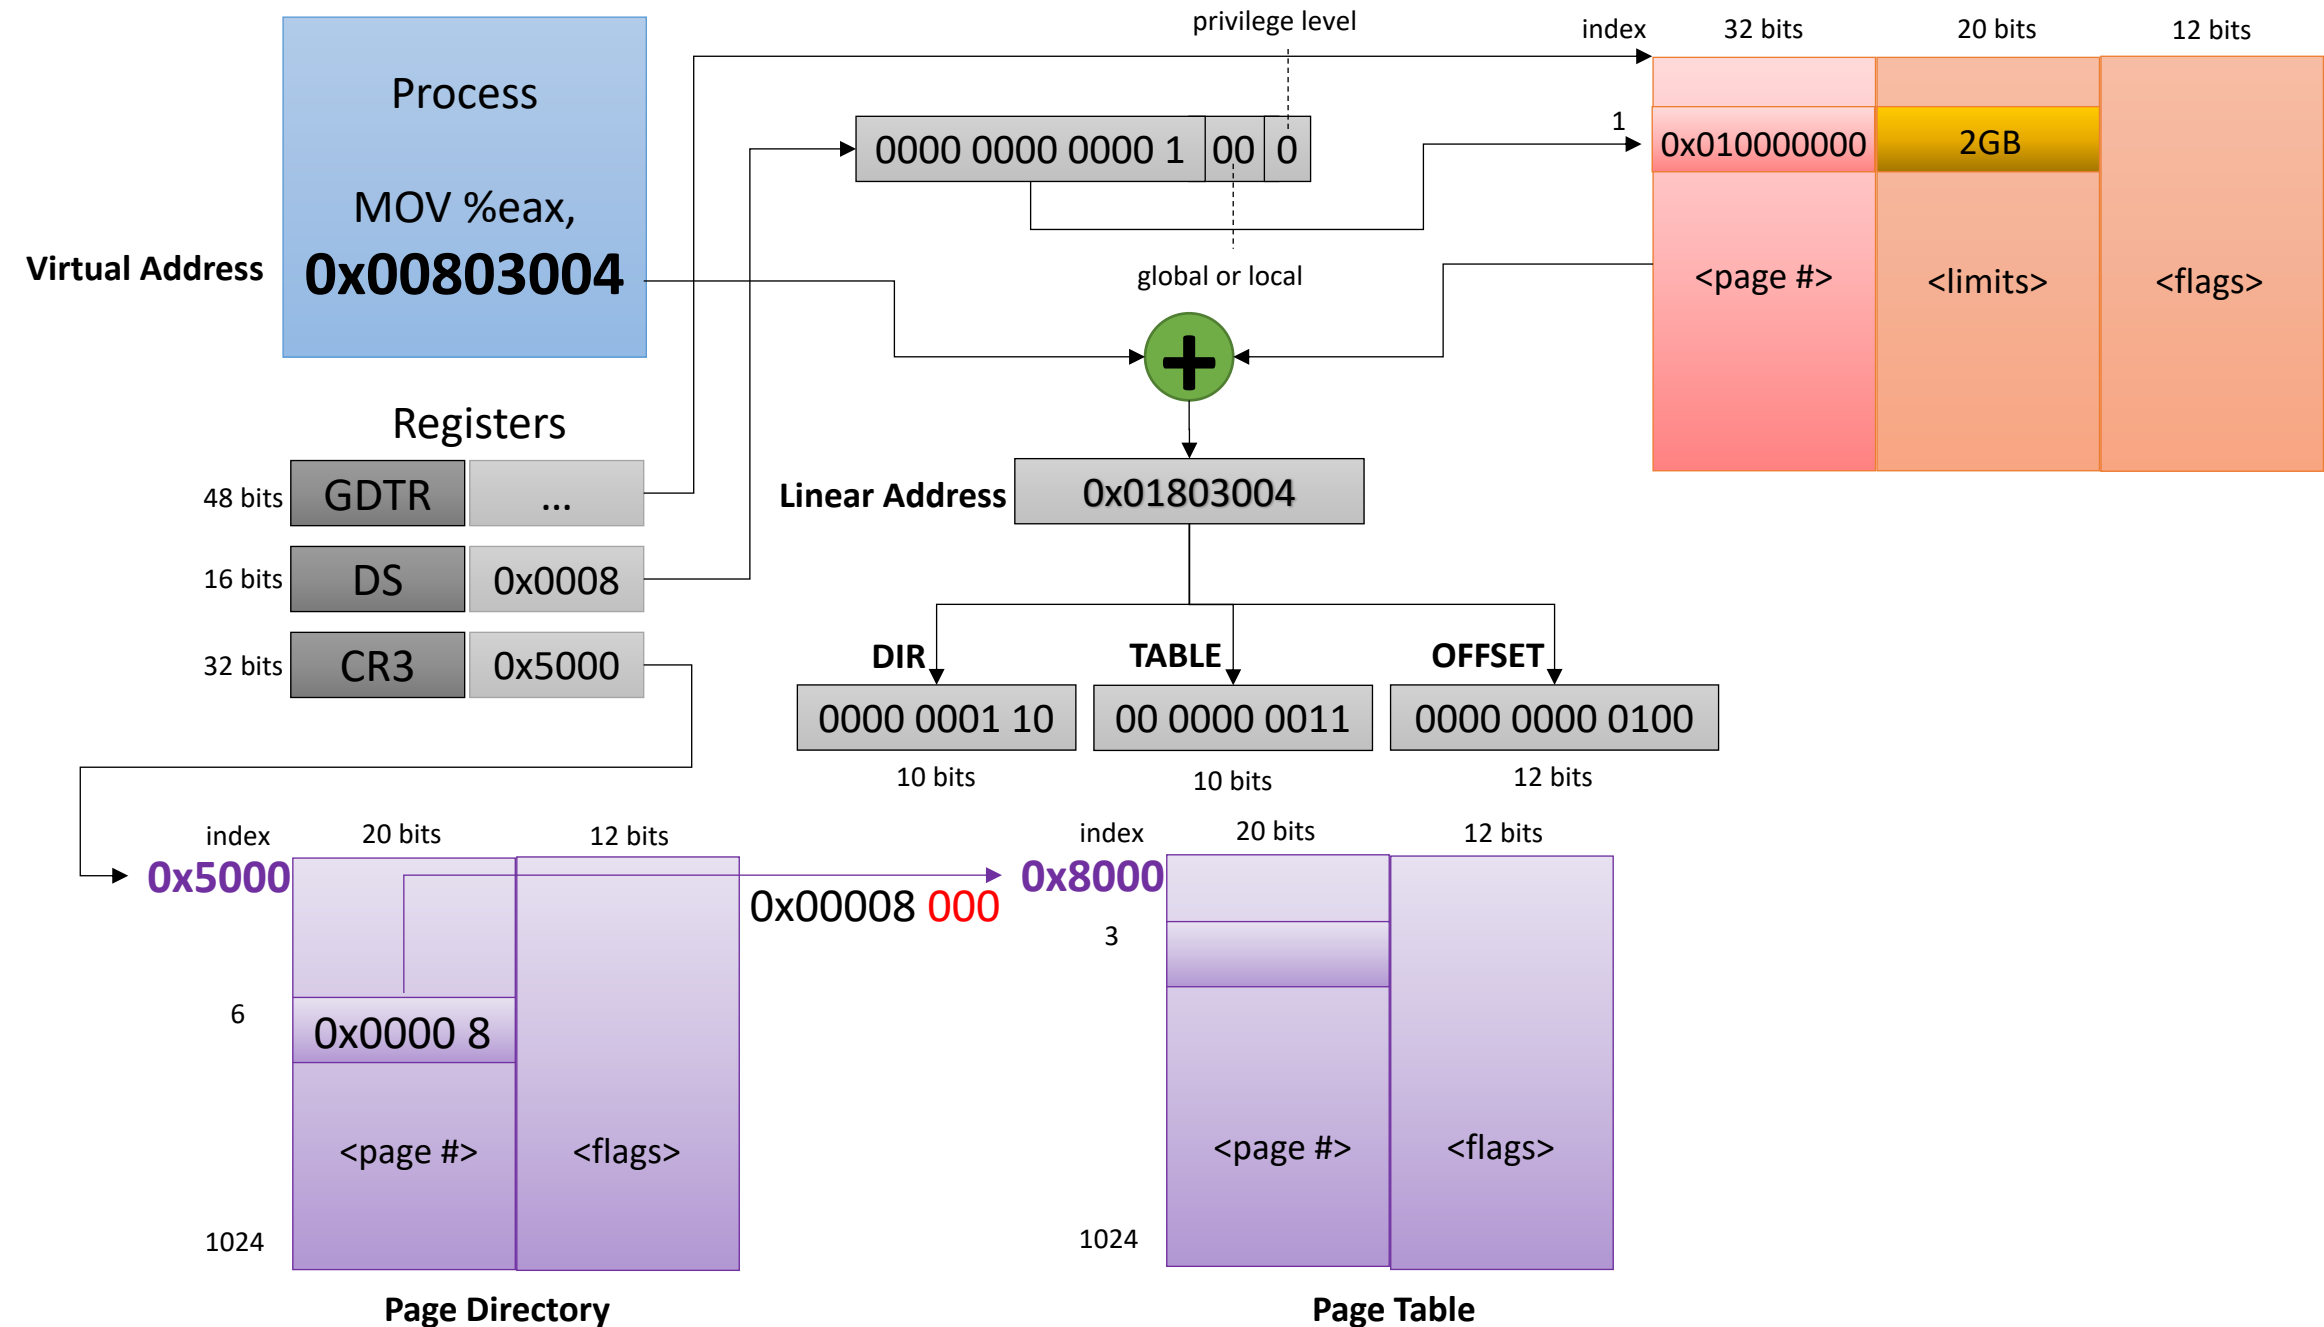 privilege level
index
32 bits
20 bits
12 bits
Process
MOV %eax,
0x00803004
Virtual Address
0000 0000 0000 1
00
0
global or local
1
0x010000000
2GB
<page #>
<limits>
<flags>
+
Registers
48 bits
GDTR
...
16 bits
DS
0x0008
32 bits
CR3
0x5000
Linear Address
0x01803004
DIR
TABLE
OFFSET
0000 0001 10
00 0000 0011
0000 0000 0100
10 bits
10 bits
12 bits
index
20 bits
12 bits
0x5000
6
0x0000 8
<page #>
<flags>
1024
Page Directory
0x00008 000
index
20 bits
12 bits
0x8000
3
<page #>
<flags>
1024
Page Table